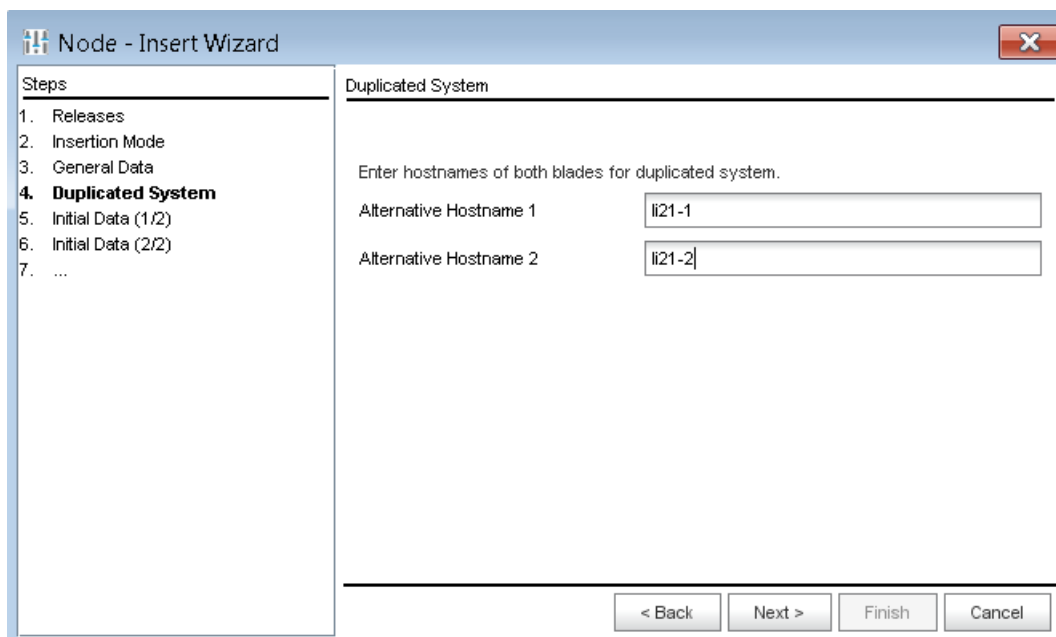 Node - Insert Wizard
Steps
1. Releases
2. Insertion Mode
3. General Data
4. Duplicated System
5. Initial Data (1/2)
6. Initial Data (2/2)
7. ...
Duplicated System
Enter hostnames of both blades for duplicated system.
Alternative Hostname 1 li21-1
Alternative Hostname 2 li21-2
< Back Next > Finish Cancel